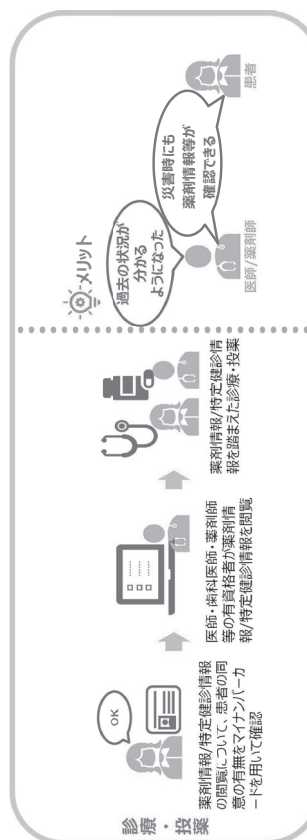 診療・投薬
OK
薬剤情報/特定健診情報
の閲覧について、患者の同
意の有無をマイナンバーカ
ードを用いて確認
医師・歯科医師・薬剤師
等の有資格者が薬剤情
報/特定健診情報を閲覧
薬剤情報/特定健診情
報を踏まえた診療・投薬
メリット
過去の状況が
分かる
ようになった
医師/薬剤師
災害時にも
薬剤情報等が
確認できる
患者